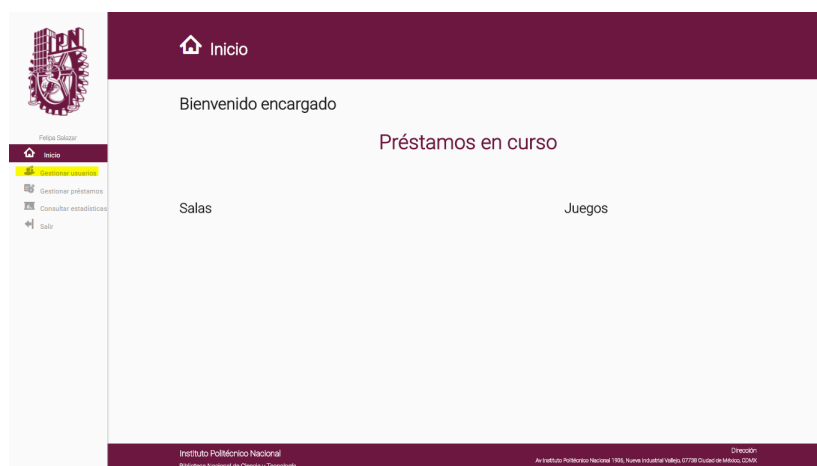 IPN
Felipa Salazar
Inicio
Gestionar usuarios
Gestionar préstamos
Consultar estadísticas
Salir
Inicio
Bienvenido encargado
Préstamos en curso
Salas
Juegos
Instituto Politécnico Nacional
Biblioteca Nacional de Ciencia y Tecnología
Dirección
Av Instituto Politécnico Nacional 1936, Nueva Industrial Vallejo, 07738 Ciudad de México, CDMX